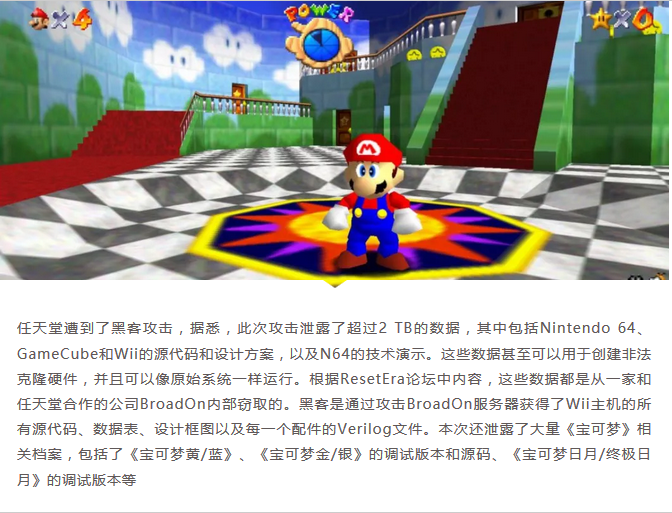 ×4
POWER
×0
M
任天堂遭到了黑客攻击，据悉，此次攻击泄露了超过2 TB的数据，其中包括Nintendo 64、
GameCube和Wii的源代码和设计方案，以及N64的技术演示。这些数据甚至可以用于创建非法
克隆硬件，并且可以像原始系统一样运行。根据ResetEra论坛中内容，这些数据都是从一家和
任天堂合作的公司BroadOn内部窃取的。黑客是通过攻击BroadOn服务器获得了Wii主机的所
有源代码、数据表、设计框图以及每一个配件的Verilog文件。本次还泄露了大量《宝可梦》相
关档案，包括了《宝可梦黄/蓝》、《宝可梦金/银》的调试版本和源码、《宝可梦日月/终极日
月》的调试版本等